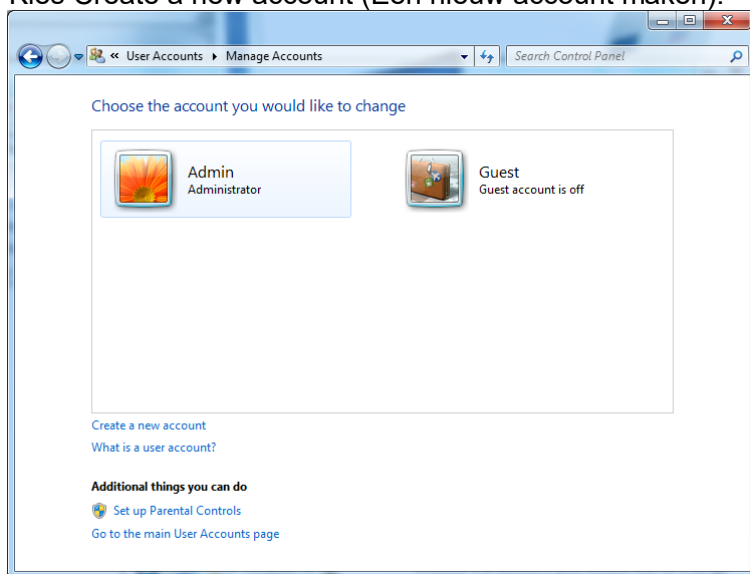 Kies Create a new account (Een nieuw account maken).
« User Accounts ▸ Manage Accounts
Search Control Panel
Choose the account you would like to change
Admin
Administrator
Guest
Guest account is off
Create a new account
What is a user account?
Additional things you can do
Set up Parental Controls
Go to the main User Accounts page